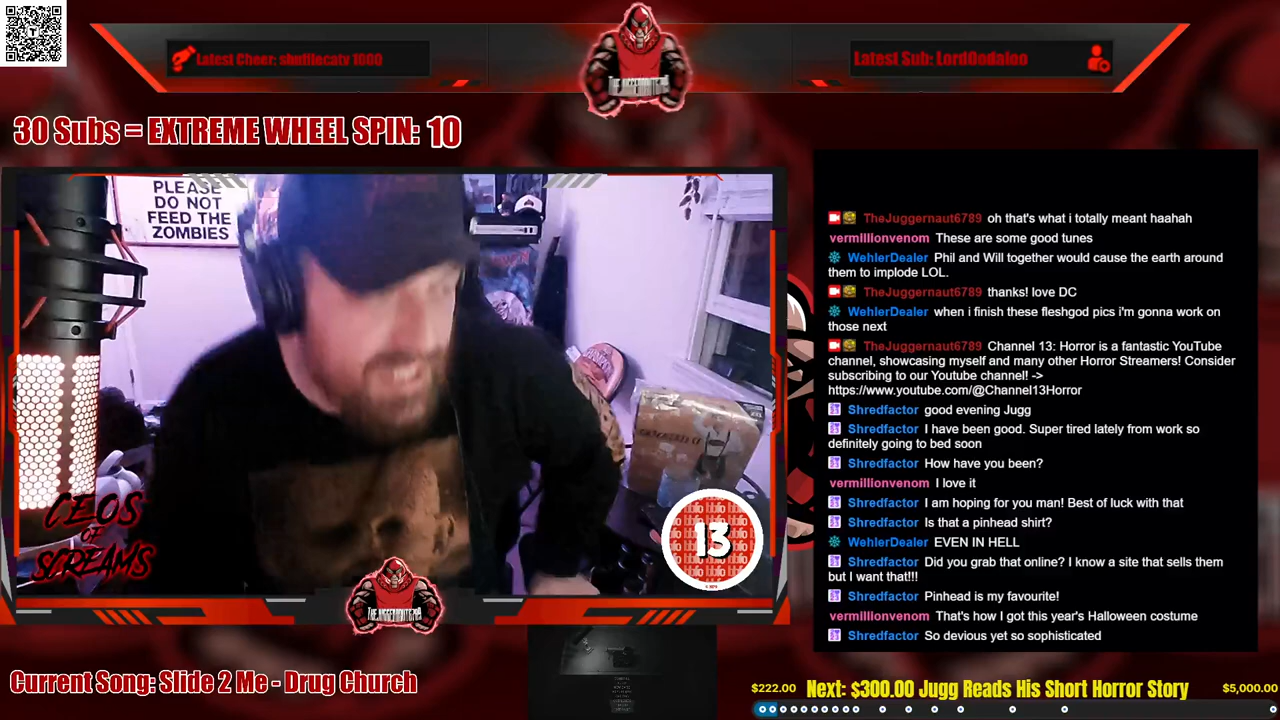 Latest Cheer: shufflecatv 1000
Latest Sub: LordOodaloo
30 Subs = EXTREME WHEEL SPIN: 10
PLEASE
DO NOT
FEED THE
ZOMBIES
CEOS
OF
SCREAMS
13
TheJuggernaut6789 oh that's what i totally meant haahah
vermillionvenom These are some good tunes
WehlerDealer Phil and Will together would cause the earth around
them to implode LOL.
TheJuggernaut6789 thanks! love DC
WehlerDealer when i finish these fleshgod pics i'm gonna work on
those next
TheJuggernaut6789 Channel 13: Horror is a fantastic YouTube
channel, showcasing myself and many other Horror Streamers! Consider
subscribing to our Youtube channel! ->
https://www.youtube.com/@Channel13Horror
Shredfactor good evening Jugg
Shredfactor I have been good. Super tired lately from work so
definitely going to bed soon
Shredfactor How have you been?
vermillionvenom I love it
Shredfactor I am hoping for you man! Best of luck with that
Shredfactor Is that a pinhead shirt?
WehlerDealer EVEN IN HELL
Shredfactor Did you grab that online? I know a site that sells them
but I want that!!!
Shredfactor Pinhead is my favourite!
vermillionvenom That's how I got this year's Halloween costume
Shredfactor So devious yet so sophisticated
Current Song: Slide 2 Me - Drug Church
$222.00 Next: $300.00 Jugg Reads His Short Horror Story $5,000.00